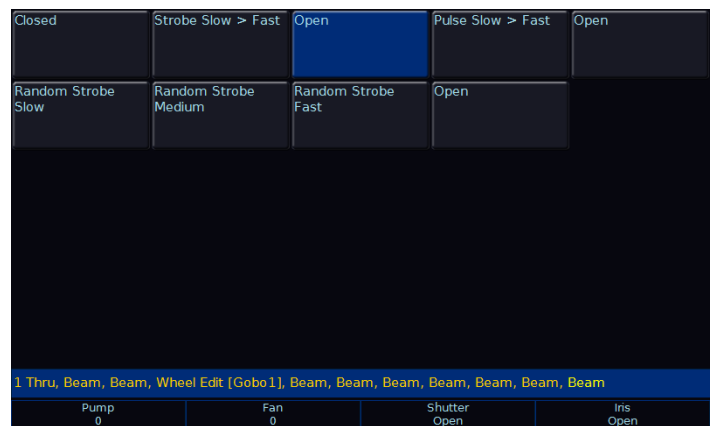 Closed
Strobe Slow > Fast
Open
Pulse Slow > Fast
Open
Random Strobe
Slow
Random Strobe
Medium
Random Strobe
Fast
Open
1 Thru, Beam, Beam, Wheel Edit [Gobo1], Beam, Beam, Beam, Beam, Beam, Beam, Beam
Pump
0
Fan
0
Shutter
Open
Iris
Open